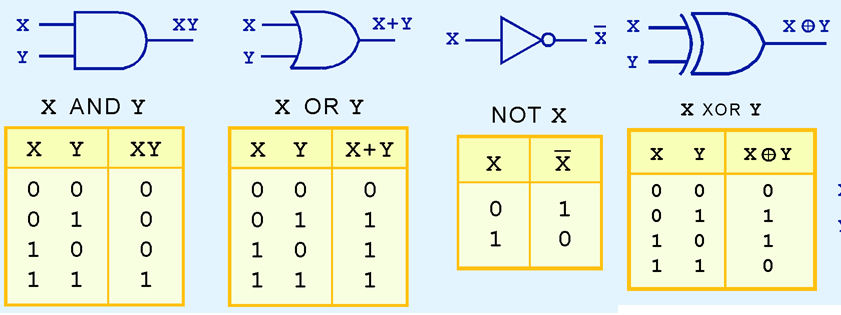 X Y XY
X AND Y
X Y XY
0 0 0
0 1 0
1 0 0
1 1 1
X Y X+Y
X OR Y
X Y X+Y
0 0 0
0 1 1
1 0 1
1 1 1
X X̅
NOT X
X X̅
0 1
1 0
X Y X⊕Y
X XOR Y
X Y X⊕Y
0 0 0
0 1 1
1 0 1
1 1 0